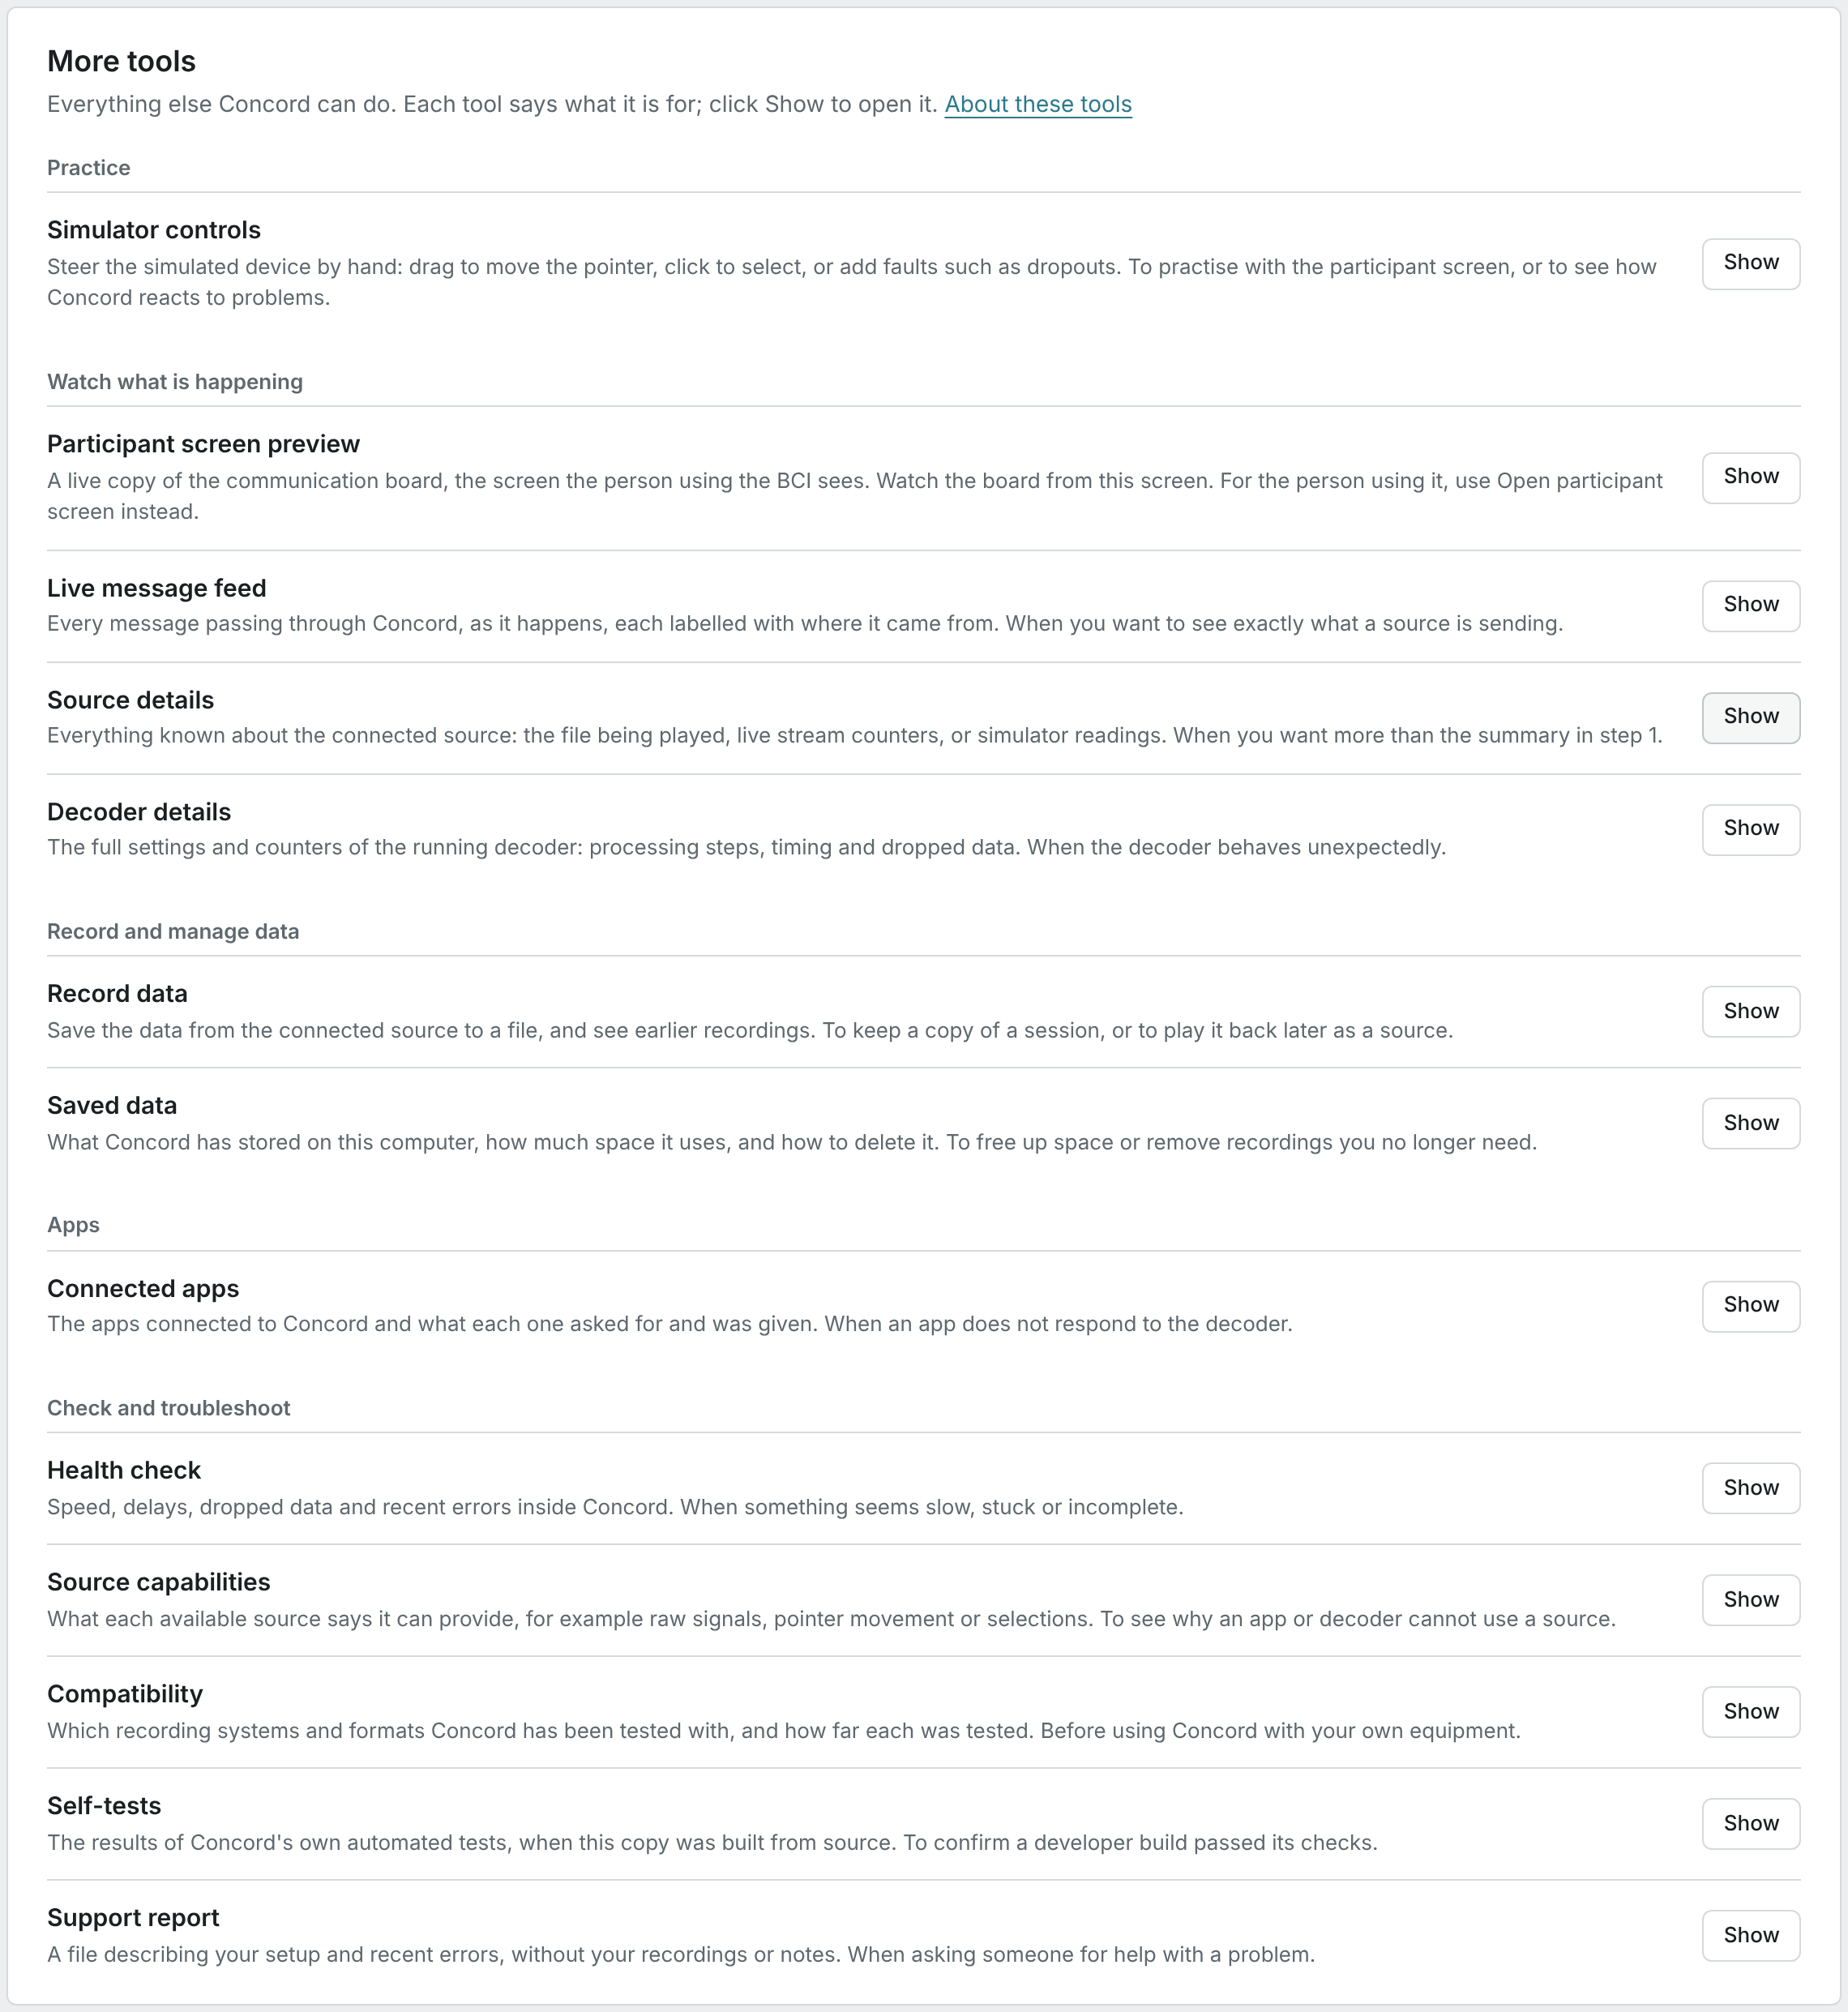 More tools
Everything else Concord can do. Each tool says what it is for; click Show to open it. About these tools
Practice
Simulator controls
Steer the simulated device by hand: drag to move the pointer, click to select, or add faults such as dropouts. To practise with the participant screen, or to see how
Concord reacts to problems.
Show
Watch what is happening
Participant screen preview
A live copy of the communication board, the screen the person using the BCI sees. Watch the board from this screen. For the person using it, use Open participant
screen instead.
Show
Live message feed
Every message passing through Concord, as it happens, each labelled with where it came from. When you want to see exactly what a source is sending.
Show
Source details
Everything known about the connected source: the file being played, live stream counters, or simulator readings. When you want more than the summary in step 1.
Show
Decoder details
The full settings and counters of the running decoder: processing steps, timing and dropped data. When the decoder behaves unexpectedly.
Show
Record and manage data
Record data
Save the data from the connected source to a file, and see earlier recordings. To keep a copy of a session, or to play it back later as a source.
Show
Saved data
What Concord has stored on this computer, how much space it uses, and how to delete it. To free up space or remove recordings you no longer need.
Show
Apps
Connected apps
The apps connected to Concord and what each one asked for and was given. When an app does not respond to the decoder.
Show
Check and troubleshoot
Health check
Speed, delays, dropped data and recent errors inside Concord. When something seems slow, stuck or incomplete.
Show
Source capabilities
What each available source says it can provide, for example raw signals, pointer movement or selections. To see why an app or decoder cannot use a source.
Show
Compatibility
Which recording systems and formats Concord has been tested with, and how far each was tested. Before using Concord with your own equipment.
Show
Self-tests
The results of Concord's own automated tests, when this copy was built from source. To confirm a developer build passed its checks.
Show
Support report
A file describing your setup and recent errors, without your recordings or notes. When asking someone for help with a problem.
Show